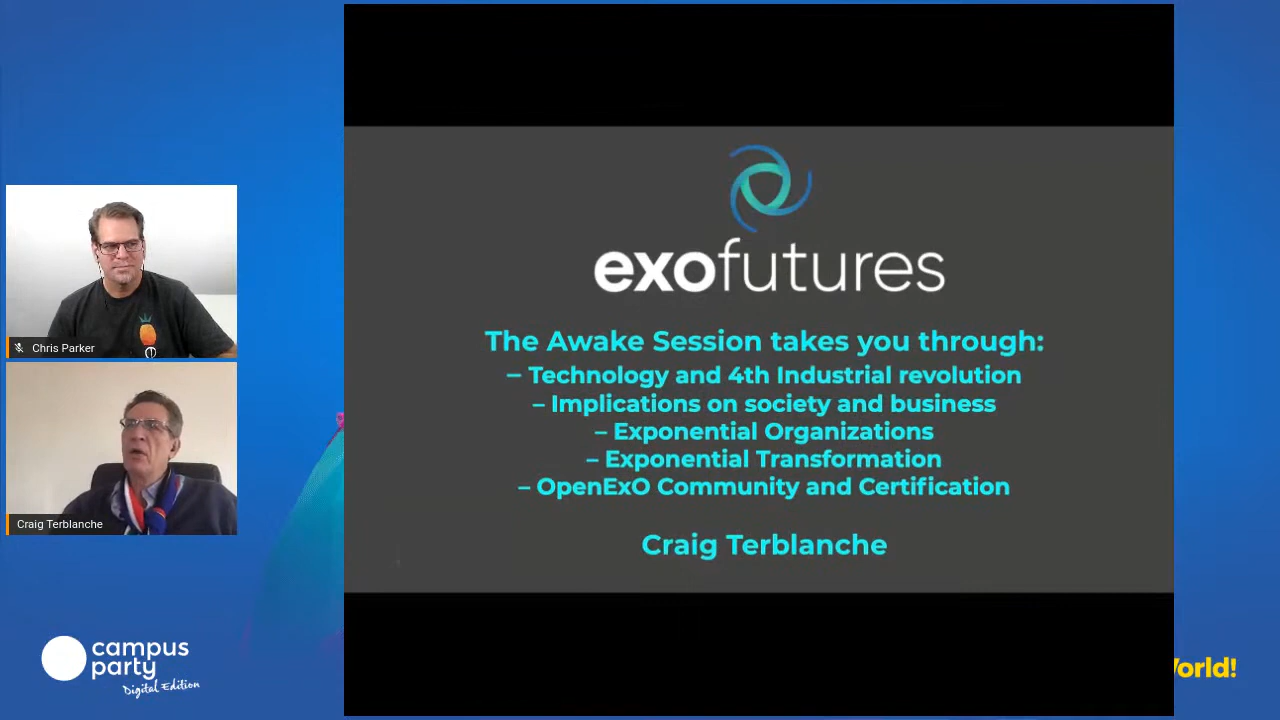 exofutures
The Awake Session takes you through:
– Technology and 4th Industrial revolution
– Implications on society and business
– Exponential Organizations
– Exponential Transformation
– OpenExO Community and Certification
Craig Terblanche
Chris Parker
Craig Terblanche
campus
party
Digital Edition
World!